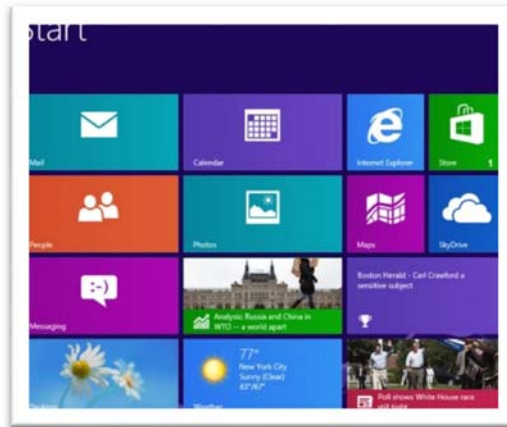 Start
Mail
Calendar
Internet Explorer
Store
1
People
Photos
Maps
SkyDrive
Messaging
Analysis: Russia and China in
WTO -- a world apart
Boston Herald - Carl Crawford a
sensitive subject
Desktop
77°
New York City
Sunny (Clear)
83°/67°
Weather
Poll shows White House race
still tight